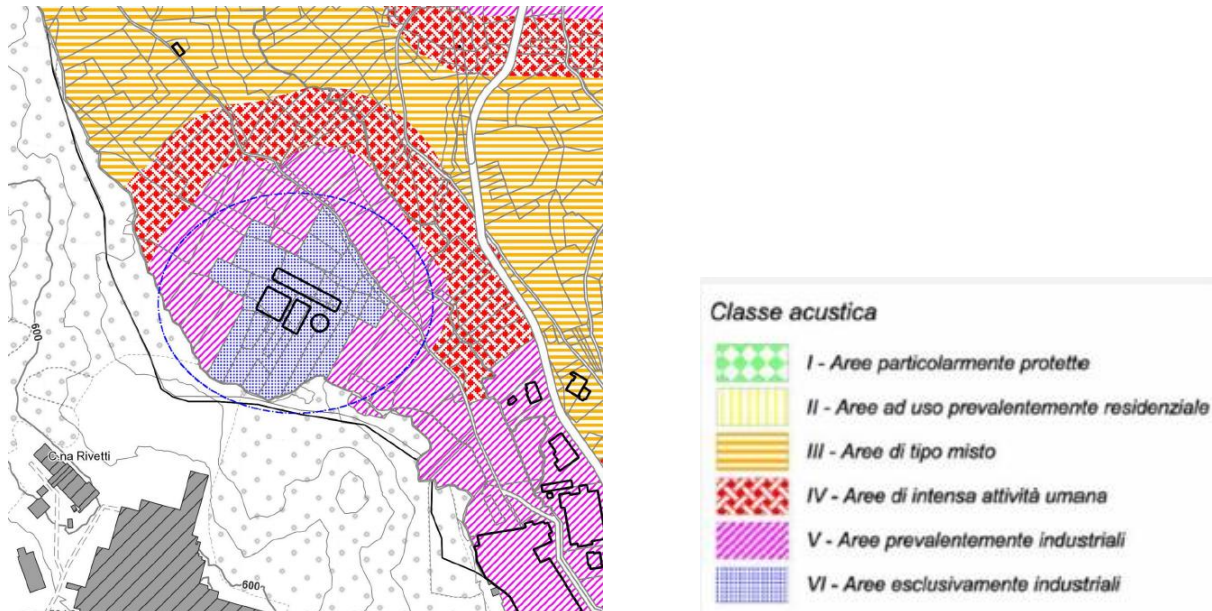 600
C.na Rivetti
600
Classe acustica
I - Aree particolarmente protette
II - Aree ad uso prevalentemente residenziale
III - Aree di tipo misto
IV - Aree di intensa attività umana
V - Aree prevalentemente industriali
VI - Aree esclusivamente industriali